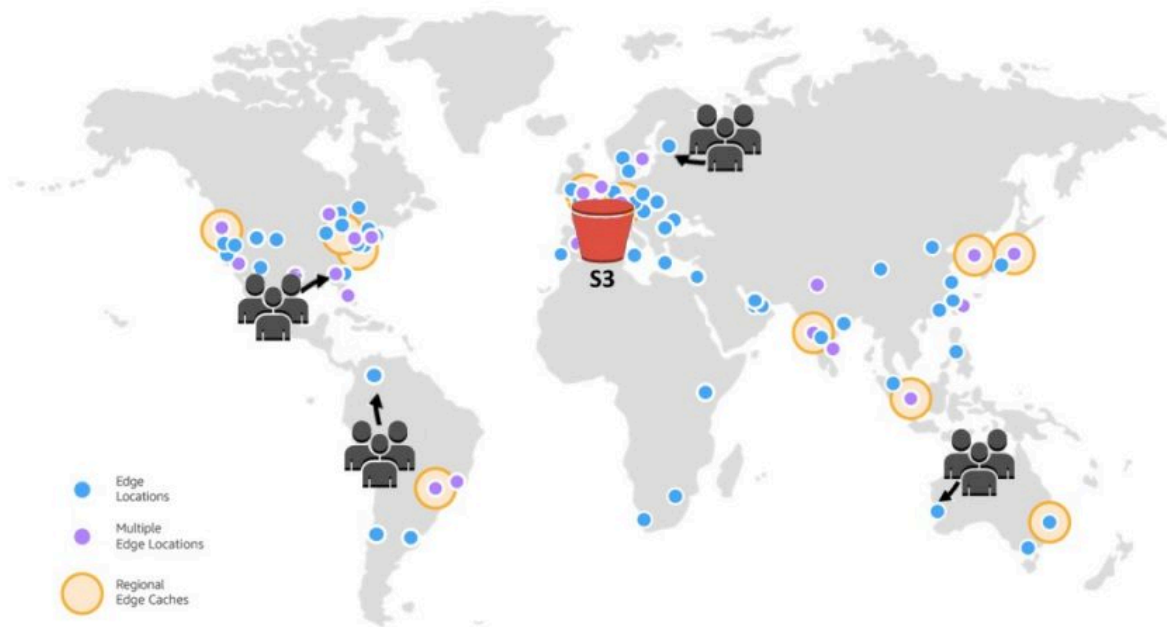 S3
Edge
Locations
Multiple
Edge Locations
Regional
Edge Caches